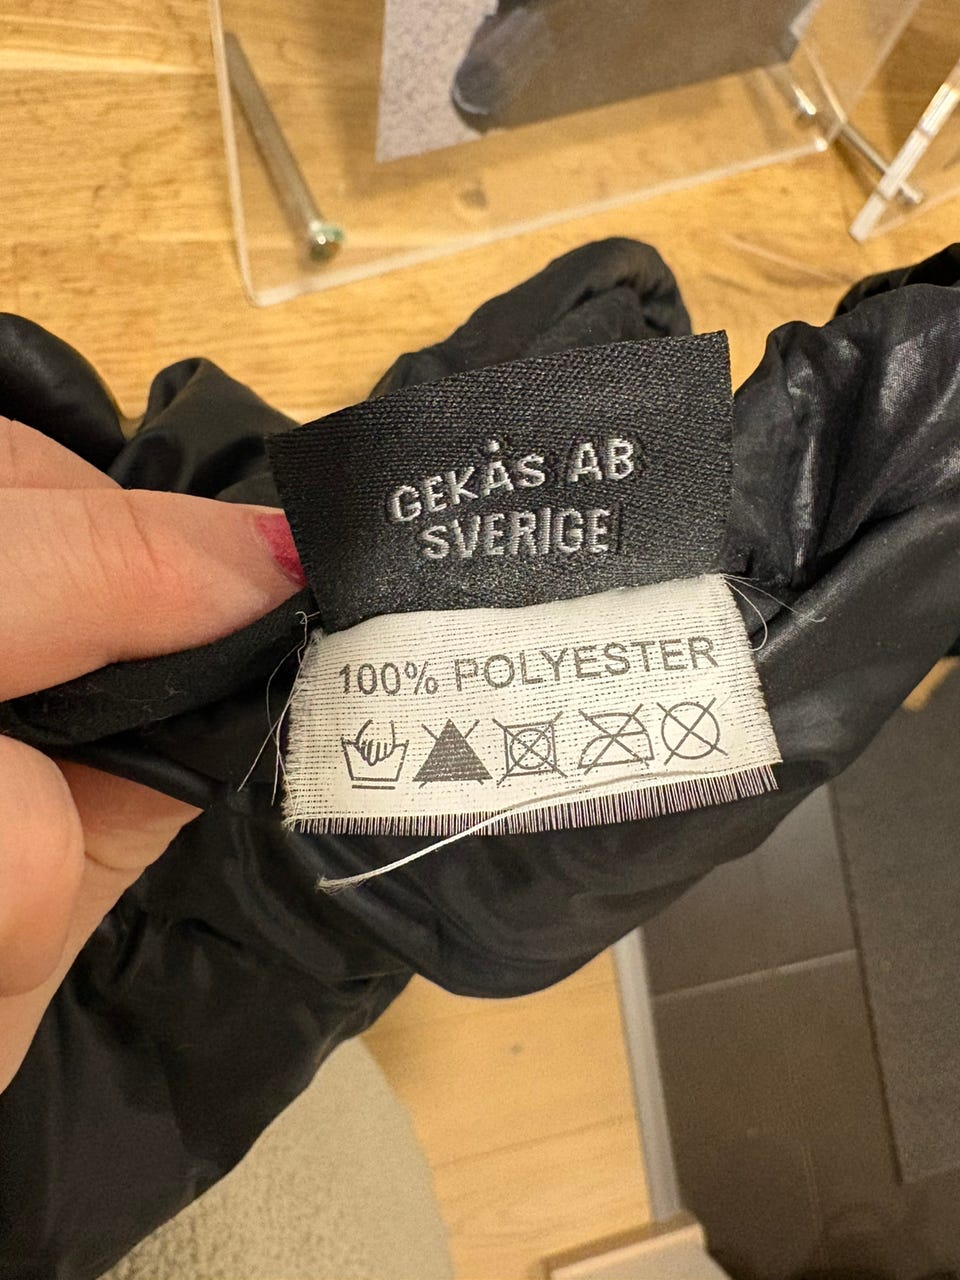 GEKÅS AB
SVERIGE
100% POLYESTER